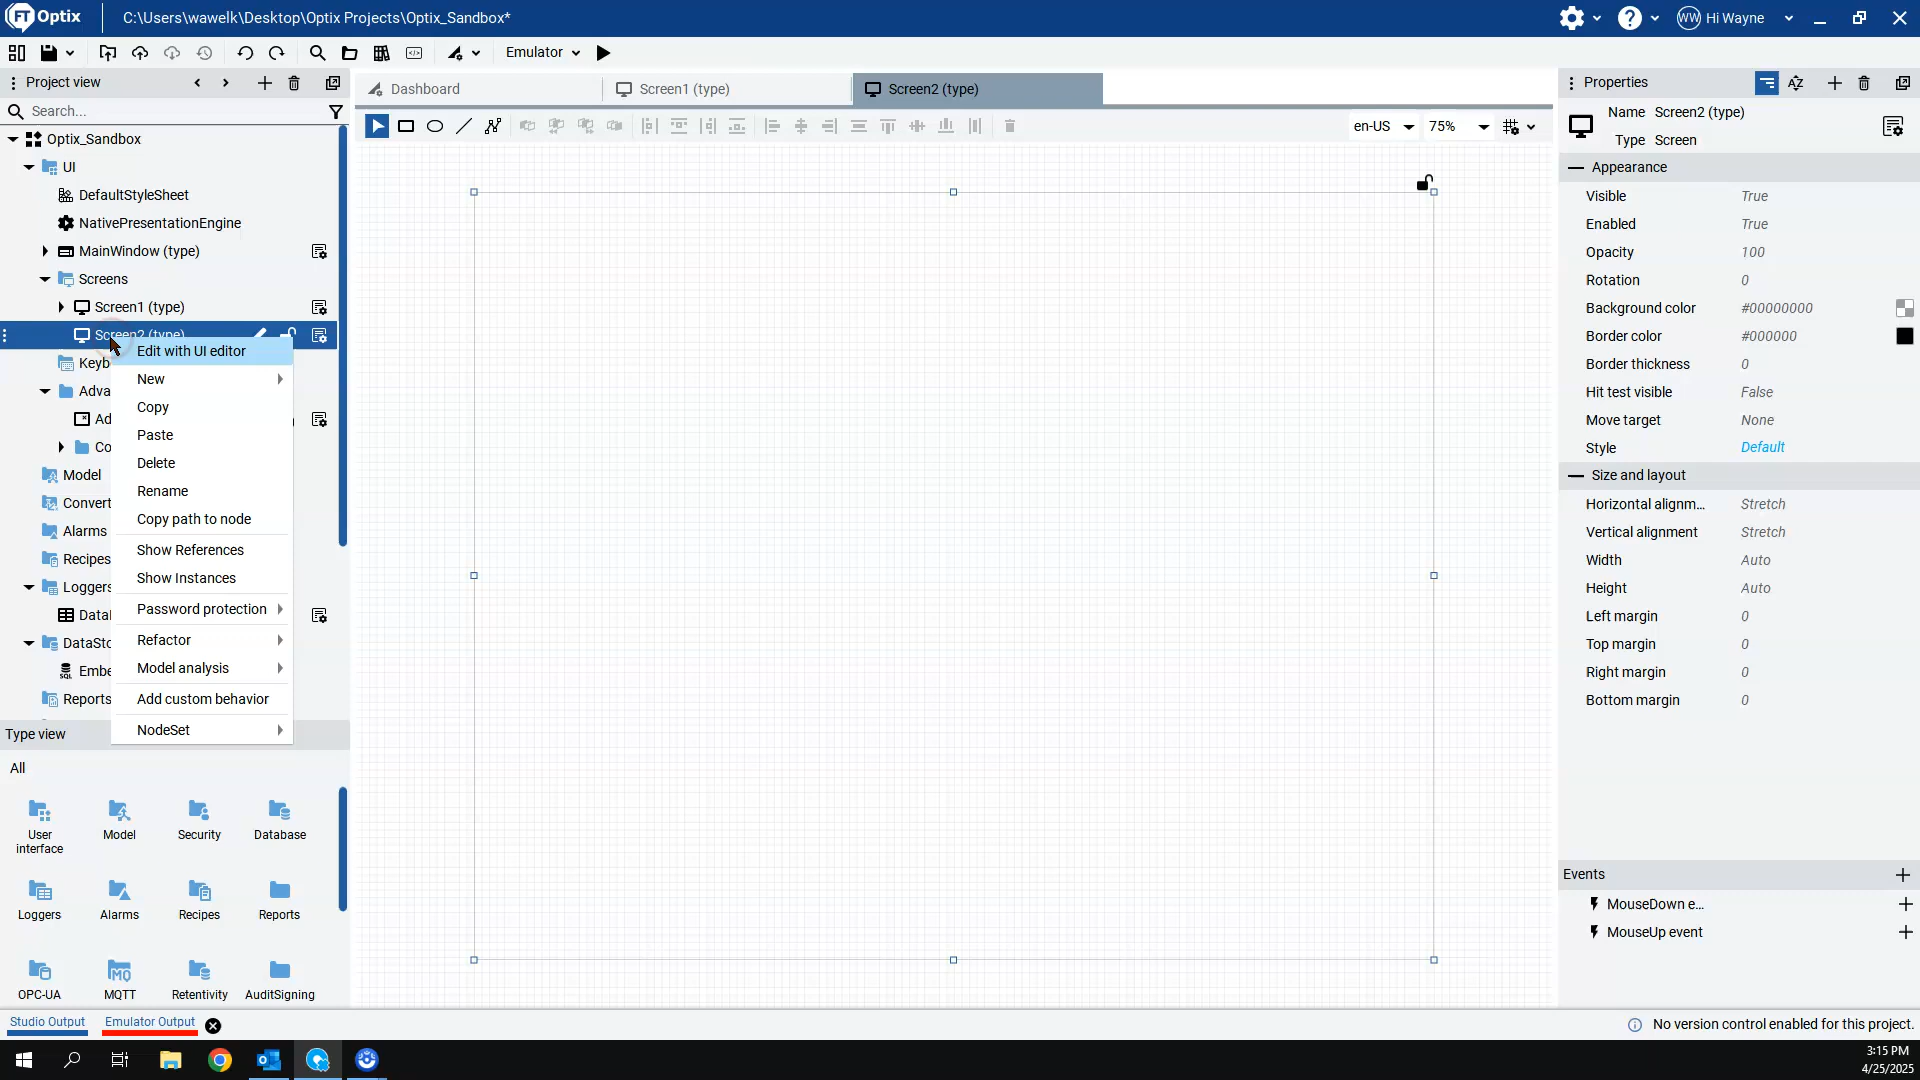 FT Optix C:\Users\wawelk\Desktop\Optix Projects\Optix_Sandbox* WW Hi Wayne
Emulator
Project view
Search...
Optix_Sandbox
UI
DefaultStyleSheet
NativePresentationEngine
MainWindow (type)
Screens
Screen1 (type)
Screen2 (type)
Keyb
Adva
Ad
Co
Model
Convert
Alarms
Recipes
Loggers
Data
DataSto
Embe
Reports
Edit with UI editor
New
Copy
Paste
Delete
Rename
Copy path to node
Show References
Show Instances
Password protection
Refactor
Model analysis
Add custom behavior
NodeSet
Type view
All
User interface
Model
Security
Database
Loggers
Alarms
Recipes
Reports
OPC-UA
MQTT
Retentivity
AuditSigning
Dashboard
Screen1 (type)
Screen2 (type)
en-US 75%
Properties
Name Screen2 (type)
Type Screen
Appearance
Visible True
Enabled True
Opacity 100
Rotation 0
Background color #00000000
Border color #000000
Border thickness 0
Hit test visible False
Move target None
Style Default
Size and layout
Horizontal alignm... Stretch
Vertical alignment Stretch
Width Auto
Height Auto
Left margin 0
Top margin 0
Right margin 0
Bottom margin 0
Events
MouseDown e...
MouseUp event
Studio Output Emulator Output
No version control enabled for this project.
3:15 PM
4/25/2025